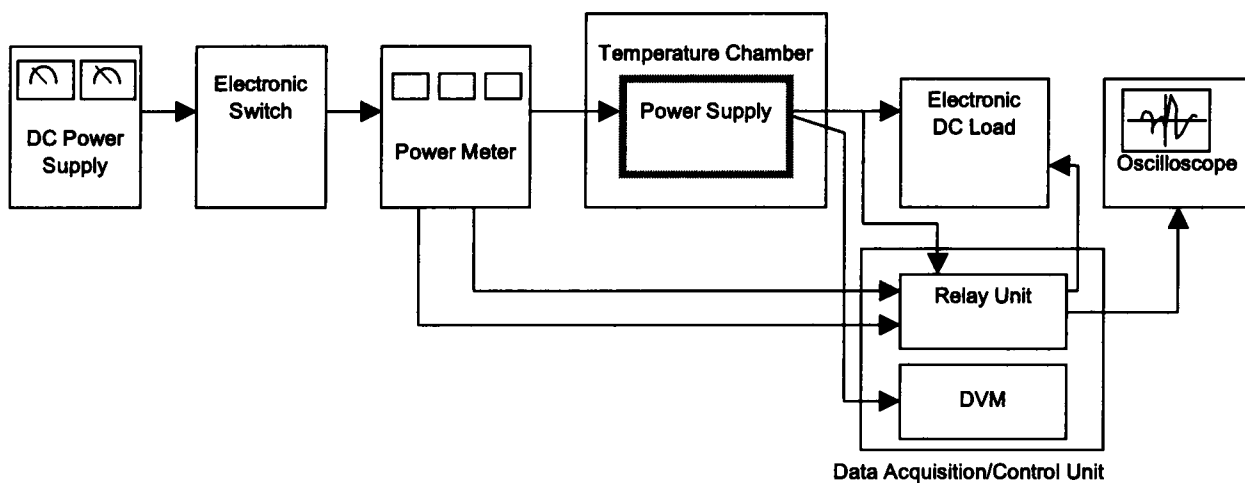 DC Power
Supply
Electronic
Switch
Power Meter
Temperature Chamber
Power Supply
Electronic
DC Load
Oscilloscope
Relay Unit
DVM
Data Acquisition/Control Unit